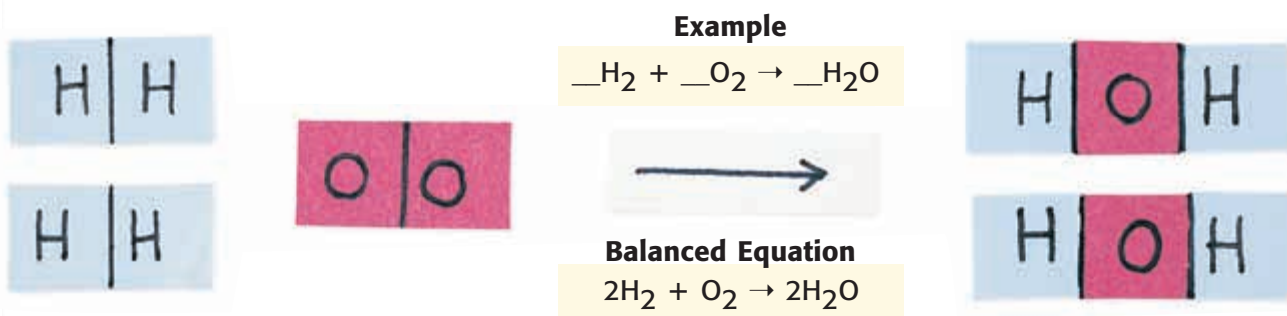 H H
H H
O O
Example
__H₂ + __O₂ → __H₂O
Balanced Equation
2H₂ + O₂ → 2H₂O
H O H
H O H